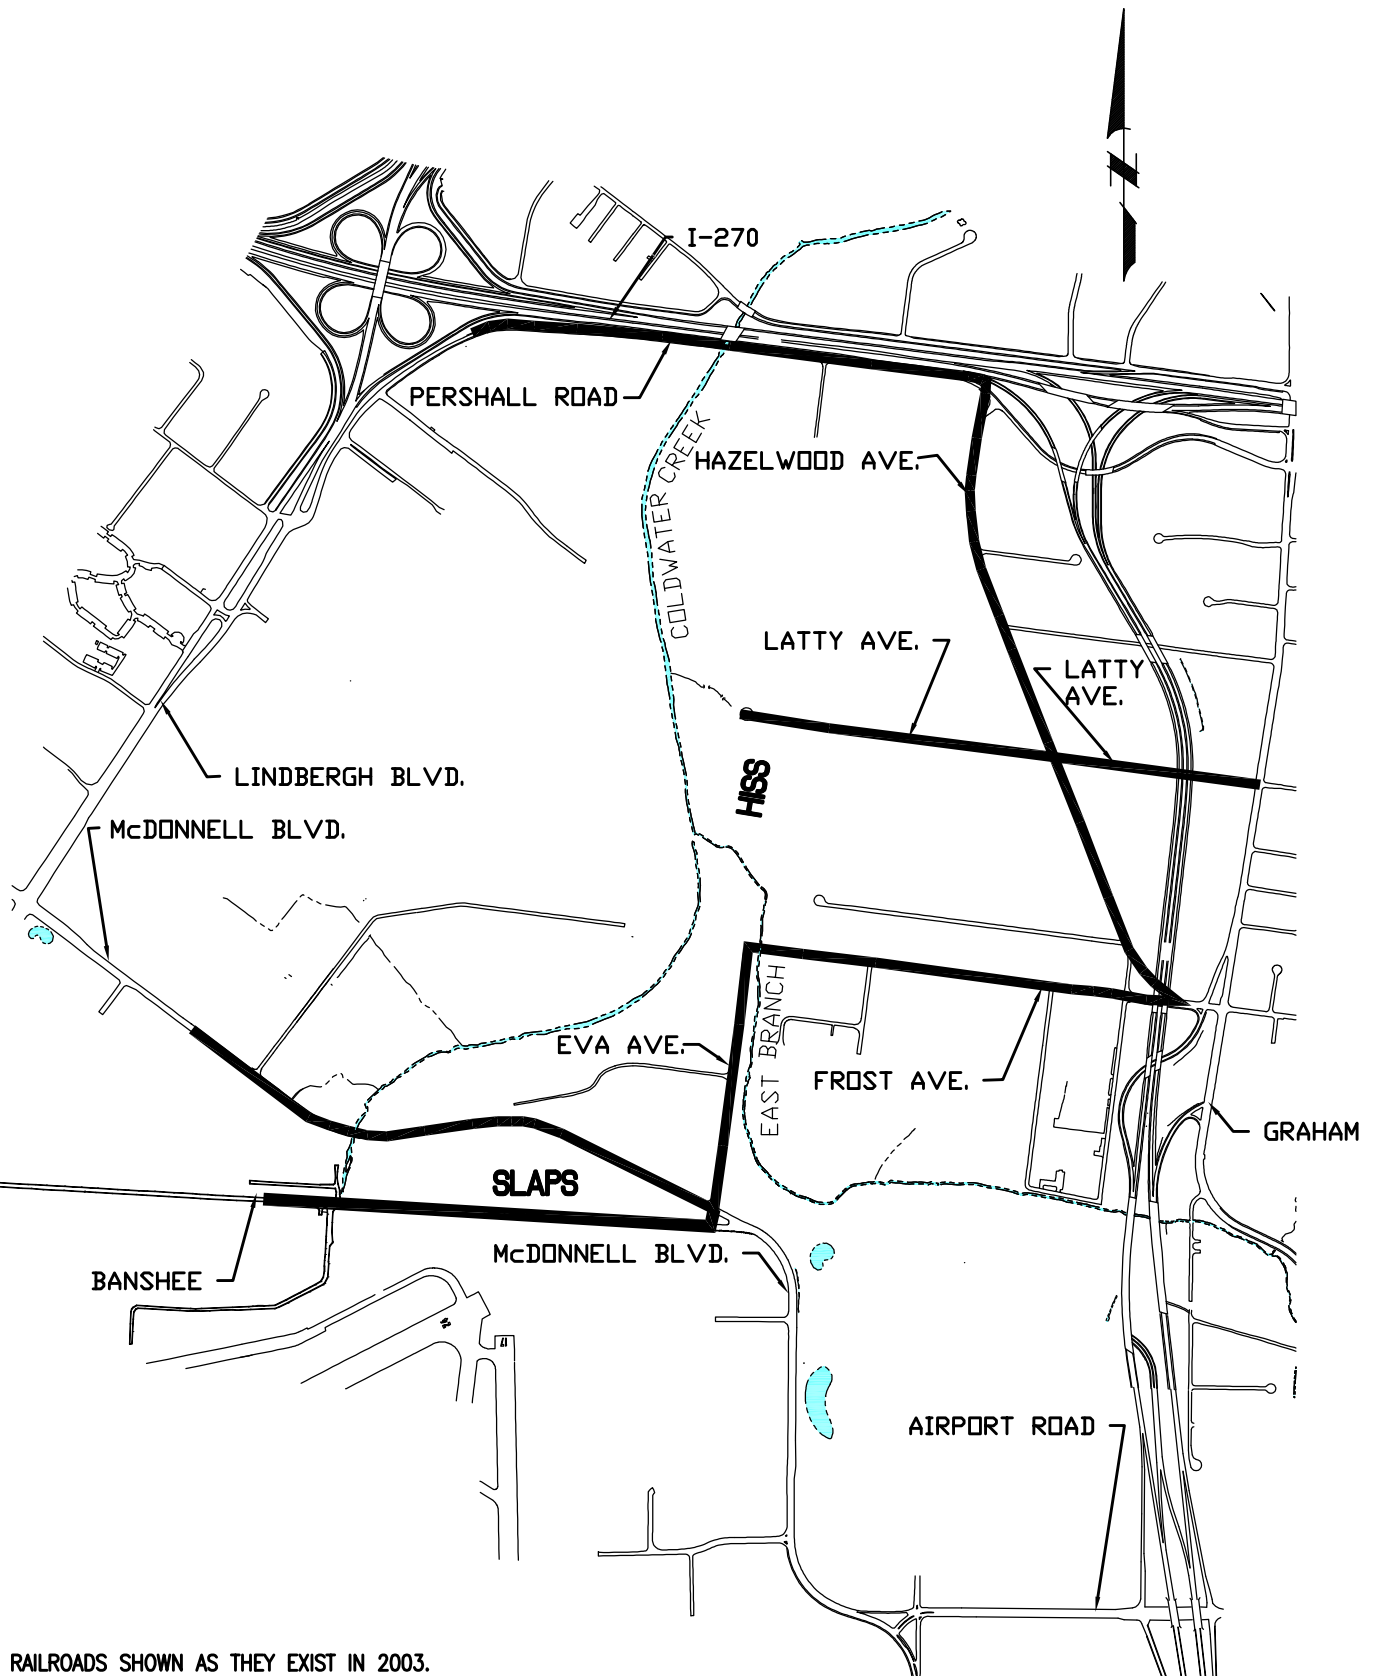 I-270
PERSHALL ROAD
COLDWATER CREEK
HAZELWOOD AVE.
LATTY AVE.
LATTY
AVE.
LINDBERGH BLVD.
HISS
McDONNELL BLVD.
EVA AVE.
EAST BRANCH
FROST AVE.
GRAHAM
SLAPS
McDONNELL BLVD.
BANSHEE
AIRPORT ROAD
RAILROADS SHOWN AS THEY EXIST IN 2003.